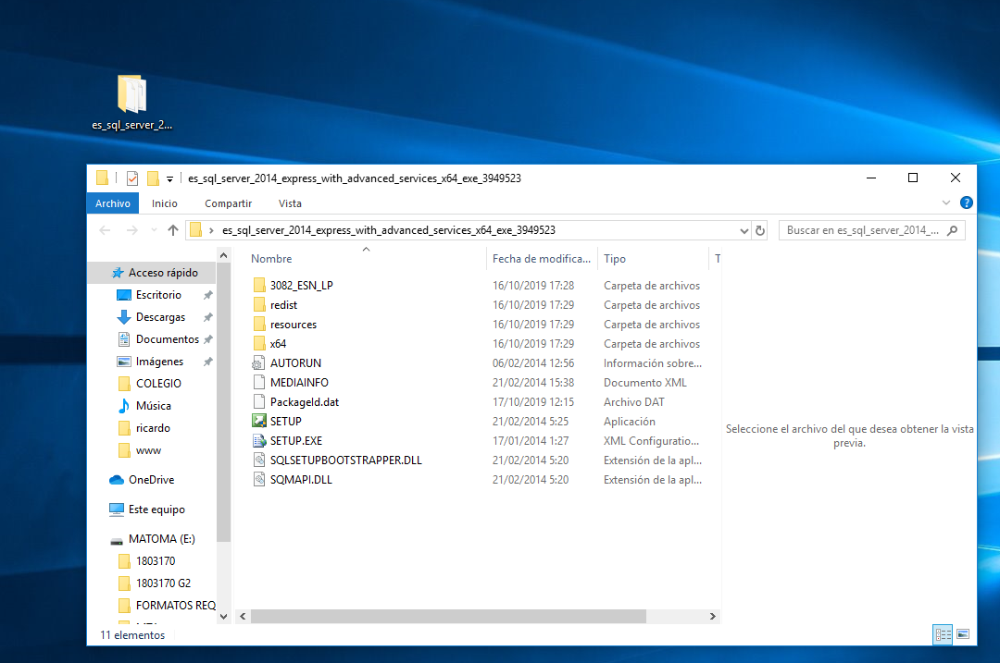 es_sql_server_2...
es_sql_server_2014_express_with_advanced_services_x64_exe_3949523
Archivo Inicio Compartir Vista
es_sql_server_2014_express_with_advanced_services_x64_exe_3949523 Buscar en es_sql_server_2014_...
Acceso rápido
Escritorio
Descargas
Documentos
Imágenes
COLEGIO
Música
ricardo
www
OneDrive
Este equipo
MATOMA (E:)
1803170
1803170 G2
FORMATOS REQ
Nombre Fecha de modifica... Tipo T
3082_ESN_LP 16/10/2019 17:28 Carpeta de archivos
redist 16/10/2019 17:29 Carpeta de archivos
resources 16/10/2019 17:29 Carpeta de archivos
x64 16/10/2019 17:29 Carpeta de archivos
AUTORUN 06/02/2014 12:56 Información sobre...
MEDIAINFO 21/02/2014 15:38 Documento XML
PackageId.dat 17/10/2019 12:15 Archivo DAT
SETUP 21/02/2014 5:25 Aplicación
SETUP.EXE 17/01/2014 1:27 XML Configuratio...
SQLSETUPBOOTSTRAPPER.DLL 21/02/2014 5:20 Extensión de la apl...
SQMAPI.DLL 21/02/2014 5:20 Extensión de la apl...
Seleccione el archivo del que desea obtener la vista
previa.
11 elementos